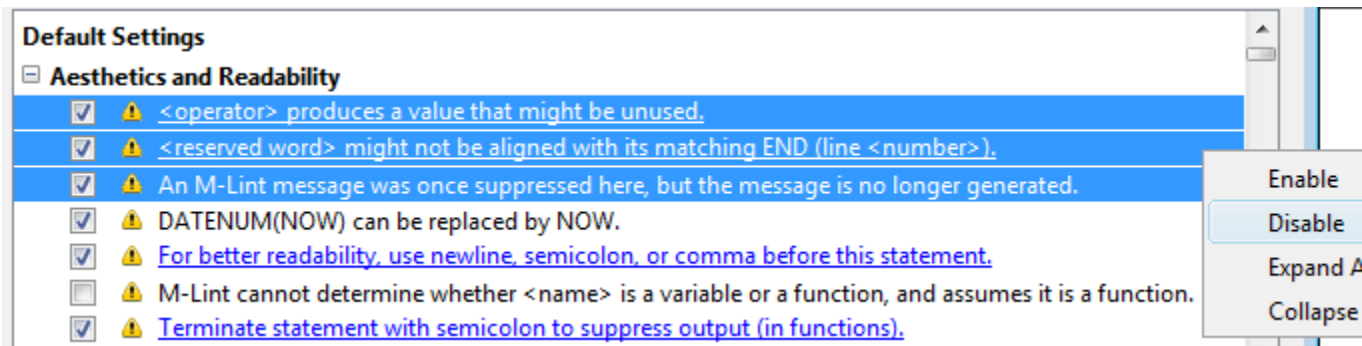 Default Settings
Aesthetics and Readability
<operator> produces a value that might be unused.
<reserved word> might not be aligned with its matching END (line <number>).
An M-Lint message was once suppressed here, but the message is no longer generated.
DATENUM(NOW) can be replaced by NOW.
For better readability, use newline, semicolon, or comma before this statement.
M-Lint cannot determine whether <name> is a variable or a function, and assumes it is a function.
Terminate statement with semicolon to suppress output (in functions).
Enable
Disable
Expand A
Collapse